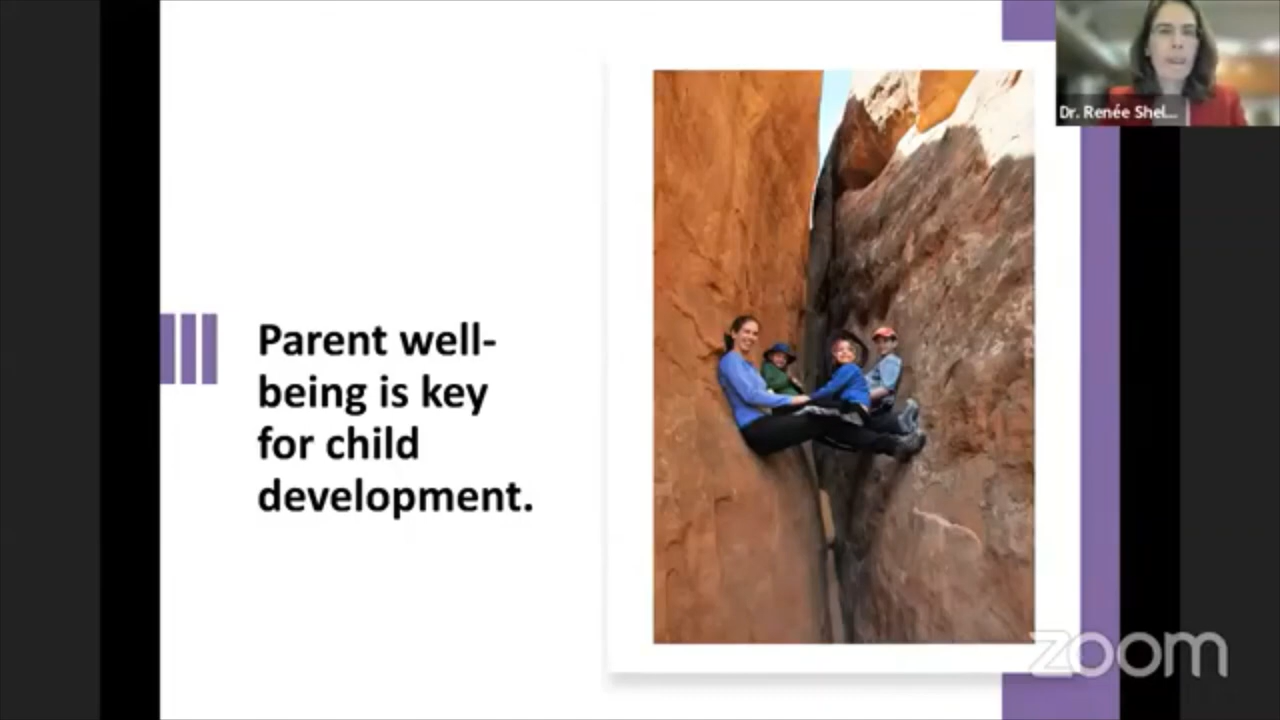 Dr. Renée Shel...
Parent well-
being is key
for child
development.
zoom